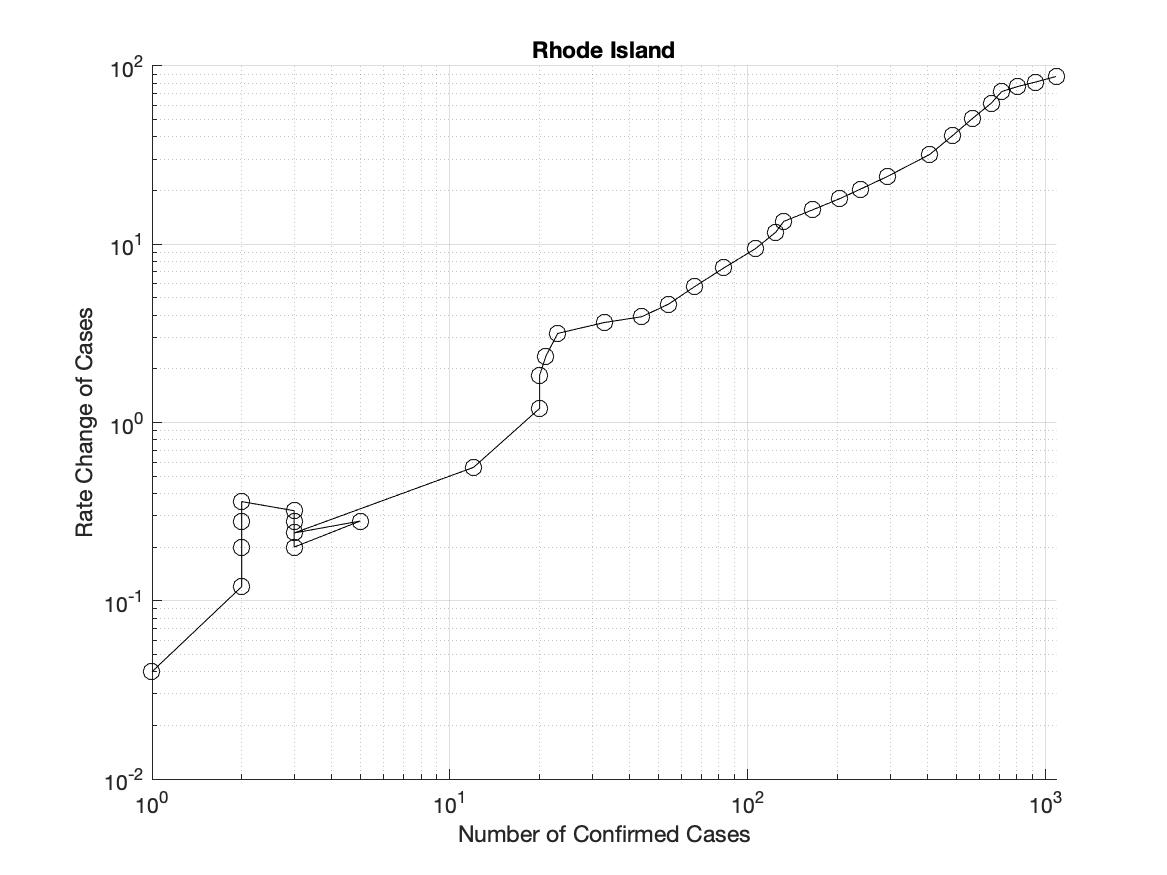 Rhode Island
10^2
10^1
10^0
10^-1
10^-2
Rate Change of Cases
10^0 10^1 10^2 10^3
Number of Confirmed Cases